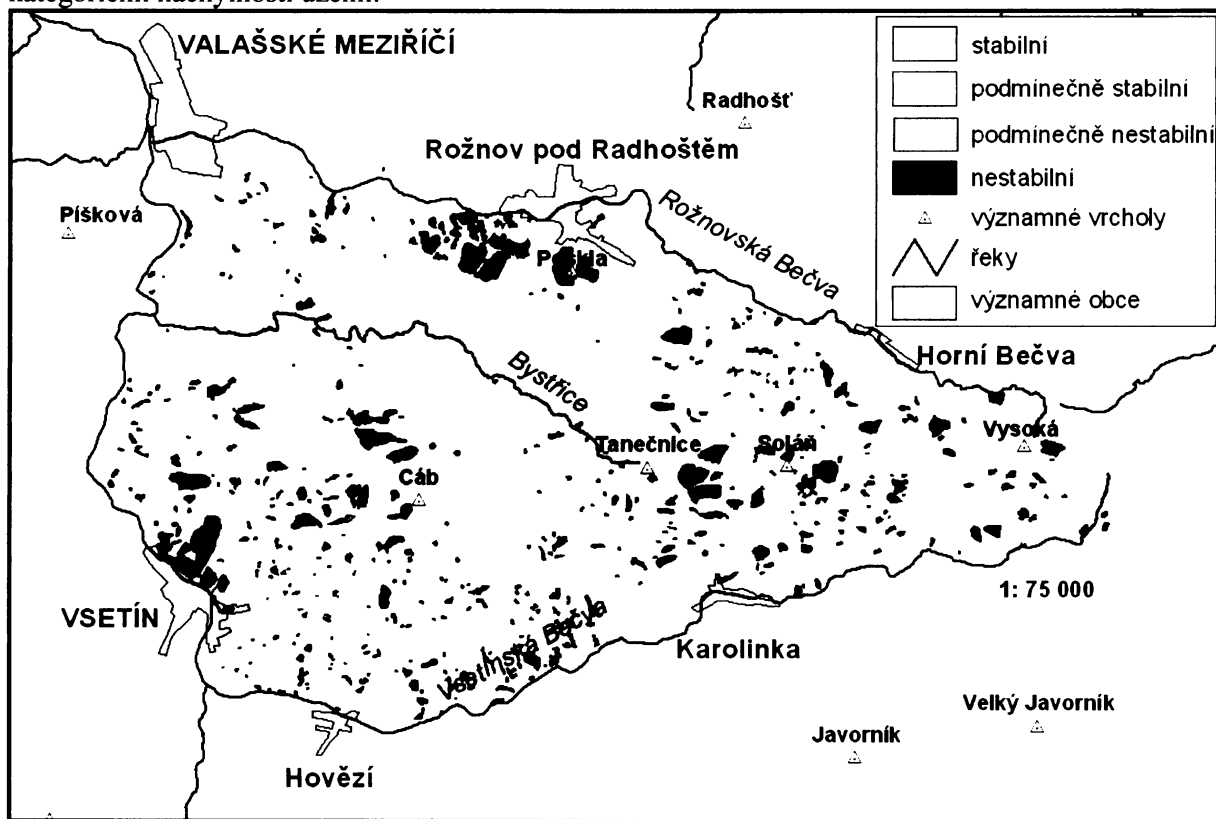 VALAŠSKÉ MEZIŘÍČÍ
stabilní
podmínečně stabilní
podmínečně nestabilní
nestabilní
významné vrcholy
řeky
významné obce
Radhošť
Rožnov pod Radhoštěm
Píšková
Rožnovská Bečva
Horní Bečva
Bystřice
Tanečnice
Soláň
Vysoká
Cáb
1: 75 000
VSETÍN
Vsetínská Bečva
Karolinka
Velký Javorník
Javorník
Hovězí